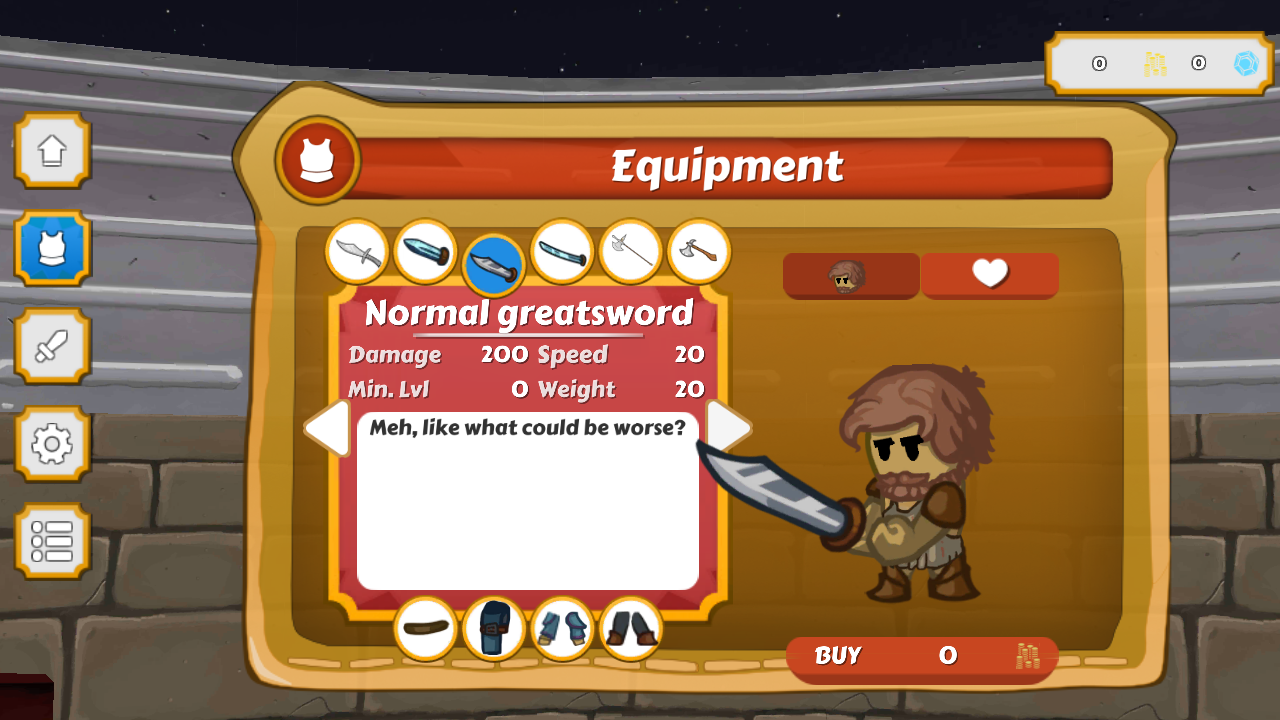 0 0
Equipment
Normal greatsword
Damage 200 Speed 20
Min. Lvl 0 Weight 20
Meh, like what could be worse?
BUY 0